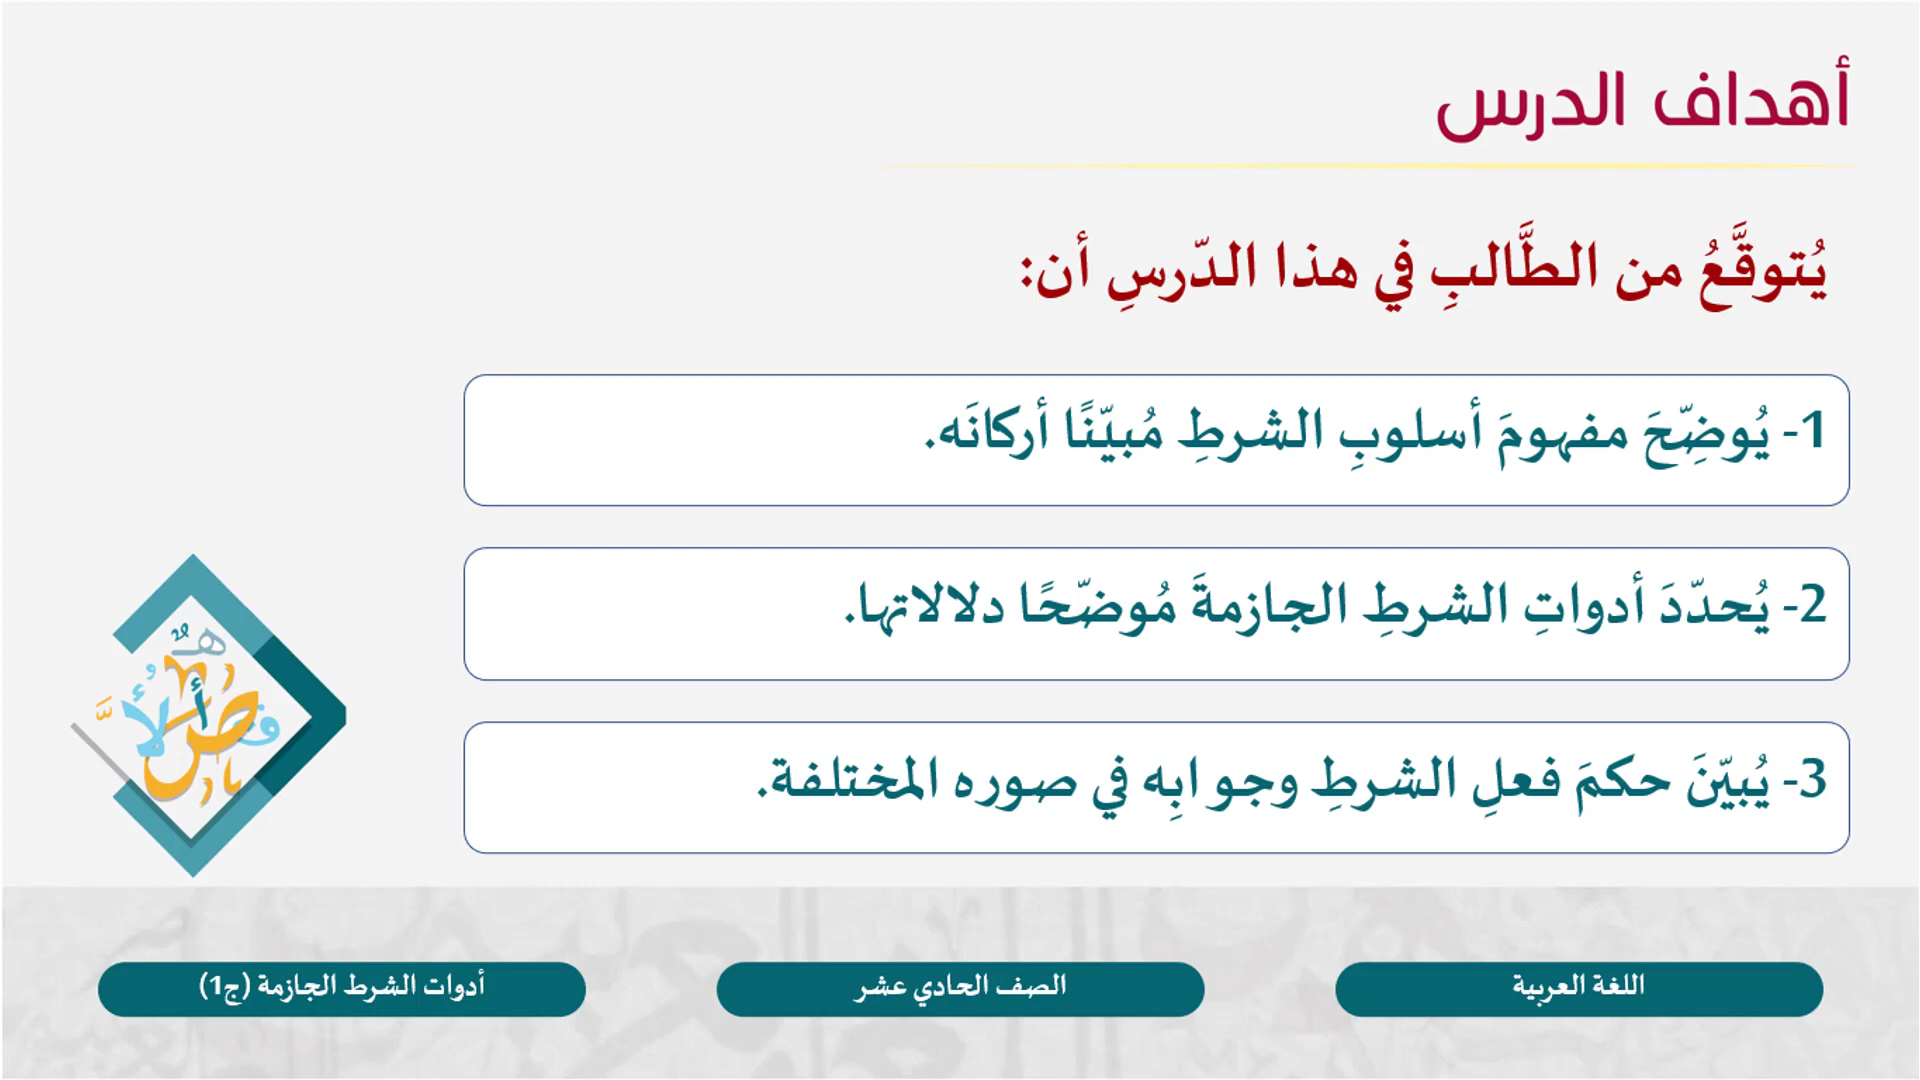 أهداف الدرس
يُتوقَّعُ من الطَّالبِ في هذا الدّرسِ أن:
1- يُوضِّحَ مفهومَ أسلوبِ الشرطِ مُبيّنًا أركانَه.
2- يُحدّدَ أدواتِ الشرطِ الجازمةَ مُوضّحًا دلالاتها.
3- يُبيّنَ حكمَ فعلِ الشرطِ وجوابِه في صوره المختلفة.
اللغة العربية
الصف الحادي عشر
أدوات الشرط الجازمة (ج1)